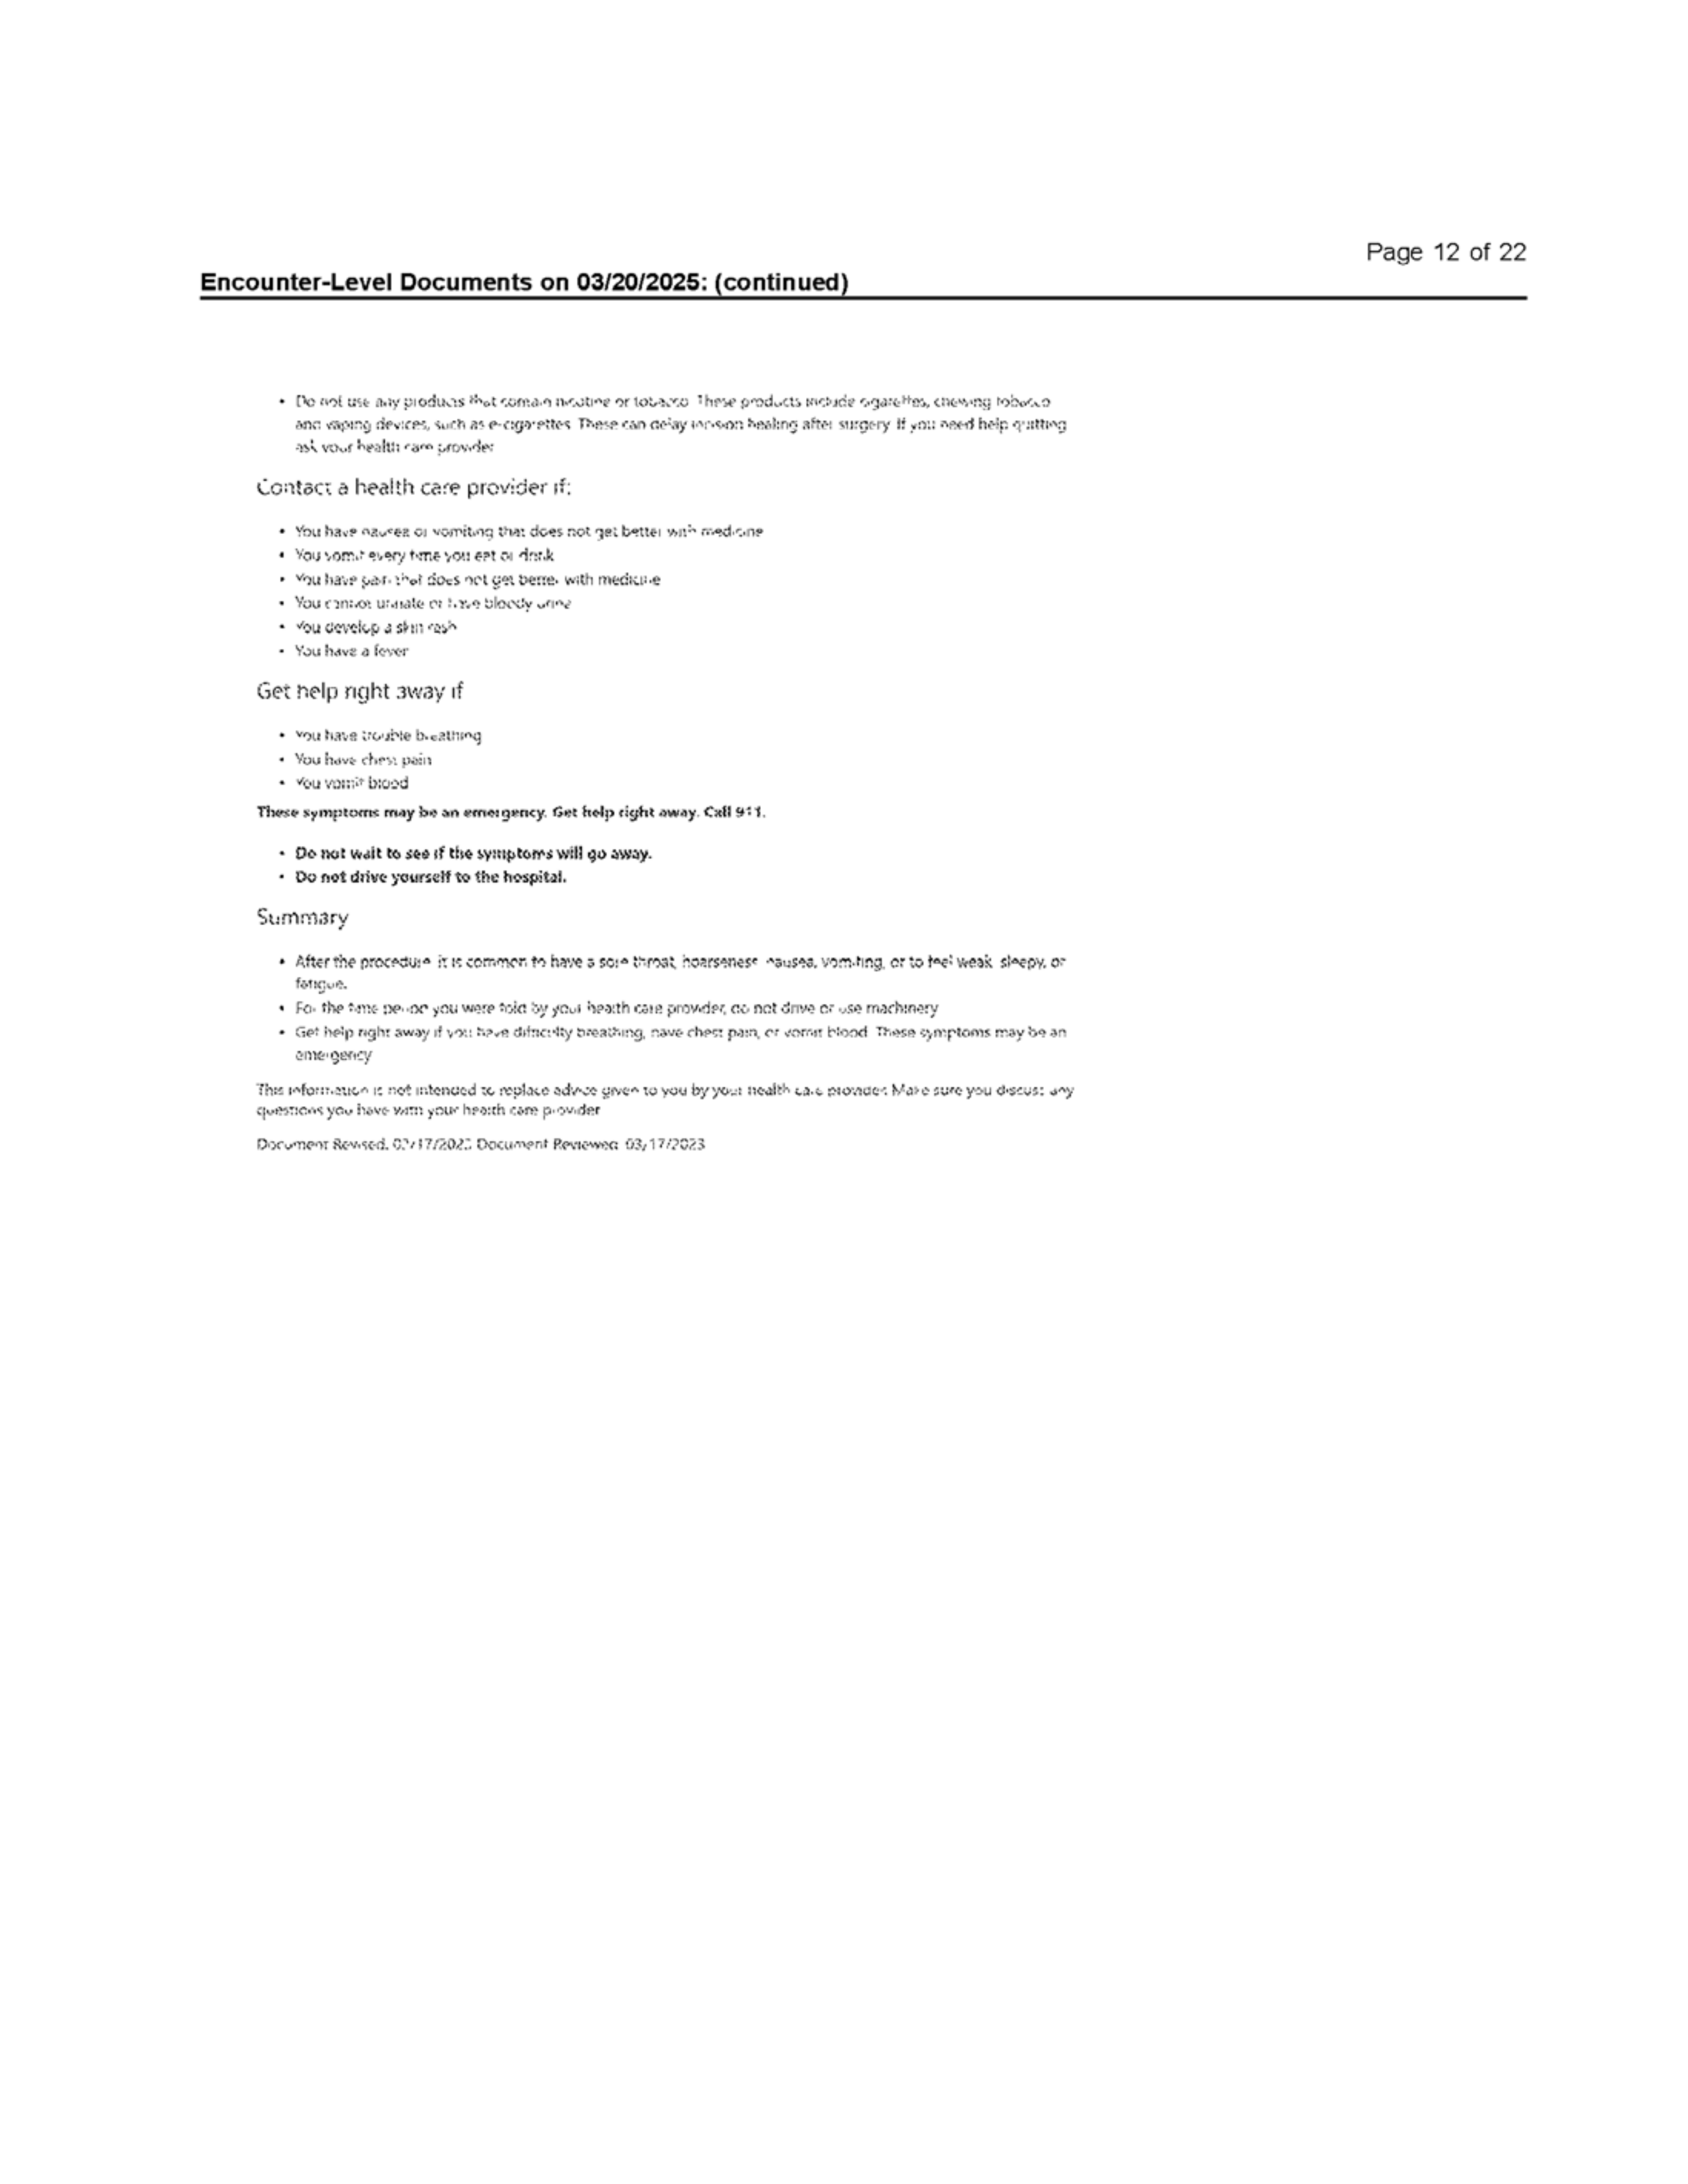 Page 12 of 22
Encounter-Level Documents on 03/20/2025: (continued)
• Do not use any products that contain nicotine or tobacco. These products include cigarettes, chewing tobacco
and vaping devices, such as e-cigarettes. These can delay incision healing after surgery. If you need help quitting
ask your health care provider
Contact a health care provider if:
• You have nausea or vomiting that does not get better with medicine
• You vomit every time you eat or drink
• You have pain that does not get better with medicine
• You cannot urinate or have bloody urine
• You develop a skin rash
• You have a fever
Get help right away if
• You have trouble breathing
• You have chest pain
• You vomit blood
These symptoms may be an emergency. Get help right away. Call 911.
• Do not wait to see if the symptoms will go away.
• Do not drive yourself to the hospital.
Summary
• After the procedure it is common to have a sore throat, hoarseness nausea, vomiting, or to feel weak sleepy, or
fatigue.
• For the time period you were told by your health care provider, do not drive or use machinery
• Get help right away if you have difficulty breathing, have chest pain, or vomit blood. These symptoms may be an
emergency
This information is not intended to replace advice given to you by your health care provider. Make sure you discuss any
questions you have with your health care provider
Document Revised: Document Reviewed: 03/17/2023